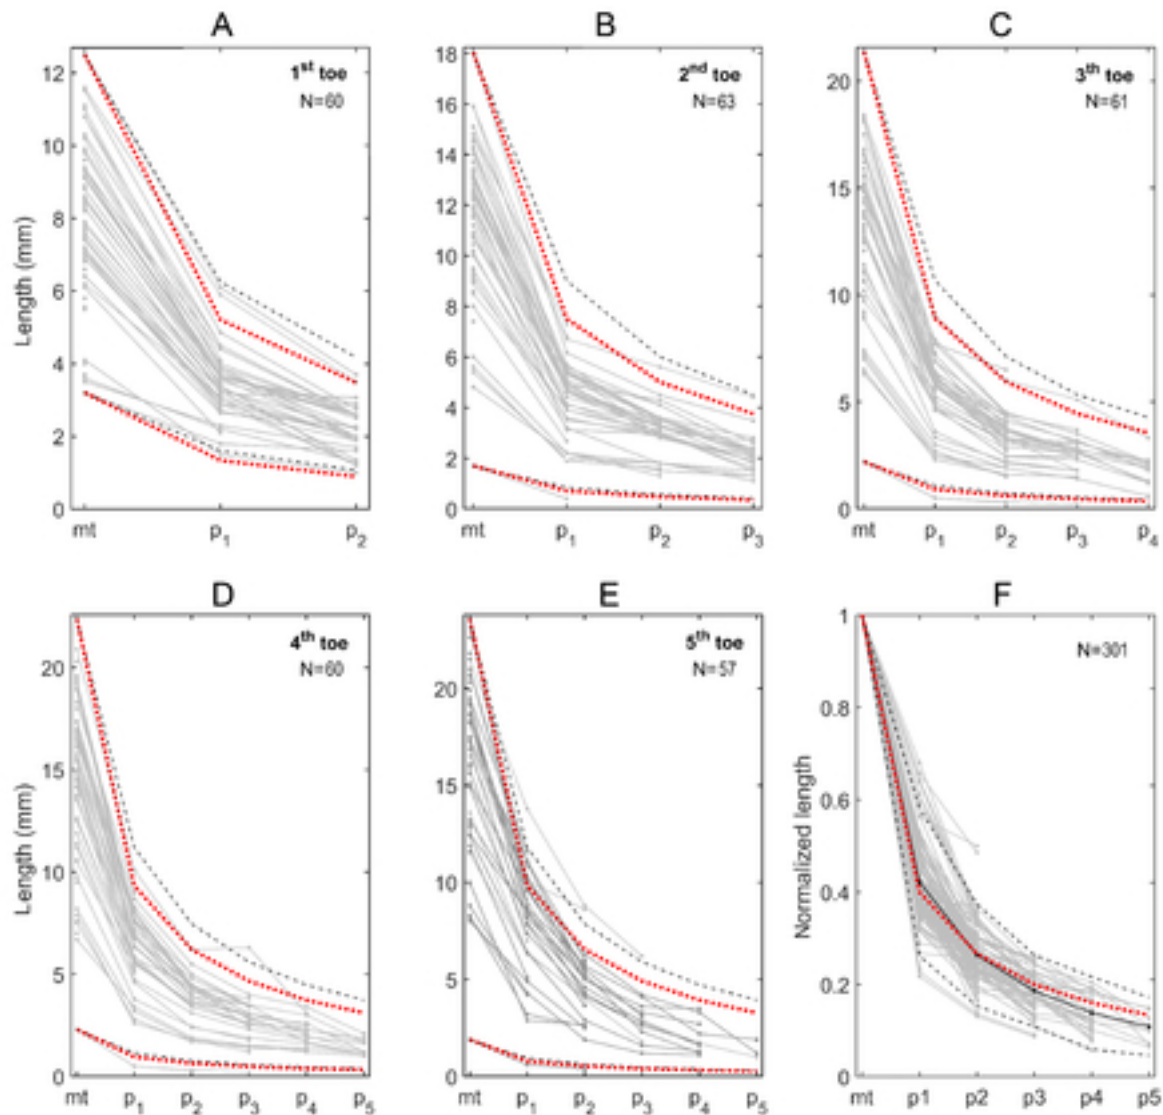 A
B
C
1st toe
N=60
2nd toe
N=63
3th toe
N=61
Length (mm)
12
10
8
6
4
2
0
18
16
14
12
10
8
6
4
2
0
20
15
10
5
0
mt p1 p2
mt p1 p2 p3
mt p1 p2 p3 p4
D
E
F
4th toe
N=60
5th toe
N=57
N=301
Length (mm)
20
15
10
5
0
20
15
10
5
0
Normalized length
1
0.8
0.6
0.4
0.2
mt p1 p2 p3 p4 p5
mt p1 p2 p3 p4 p5
mt p1 p2 p3 p4 p5